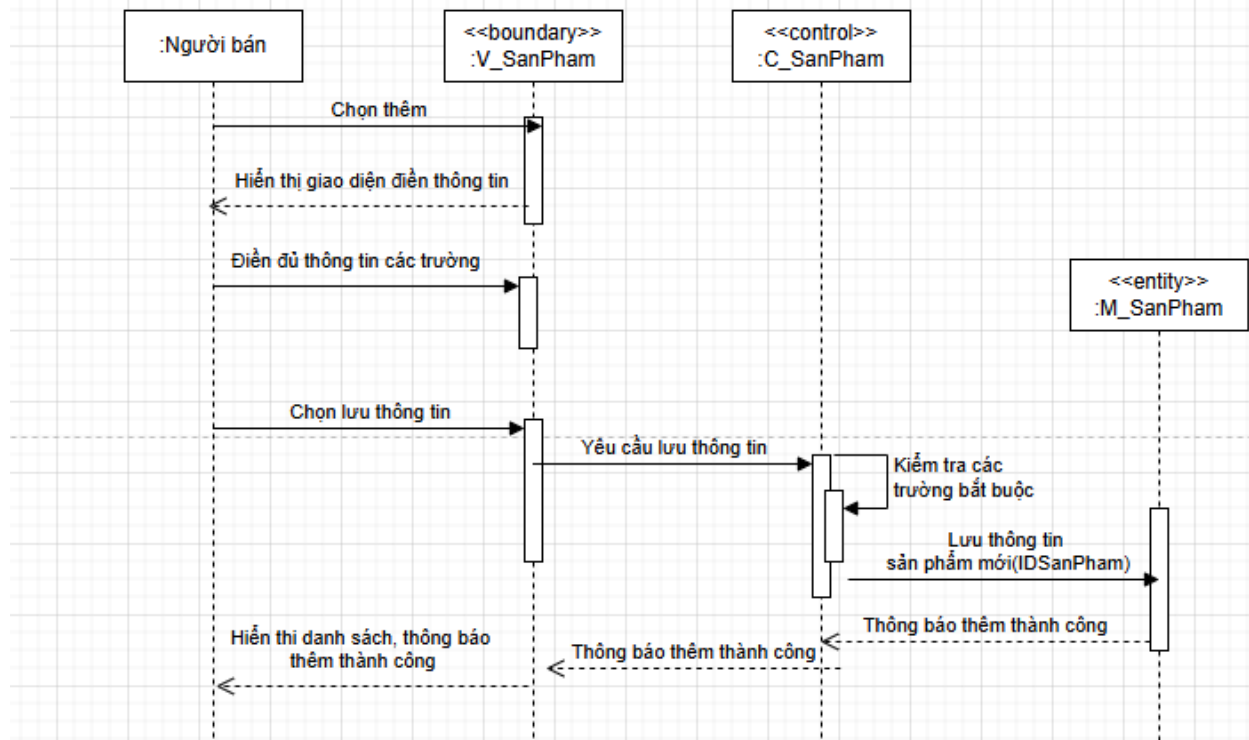 :Người bán
<<boundary>>
:V_SanPham
<<control>>
:C_SanPham
Chọn thêm
Hiển thị giao diện điền thông tin
Điền đủ thông tin các trường
<<entity>>
:M_SanPham
Chọn lưu thông tin
Yêu cầu lưu thông tin
Kiểm tra các
trường bắt buộc
Lưu thông tin
sản phẩm mới(IDSanPham)
Thông báo thêm thành công
Thông báo thêm thành công
Hiển thi danh sách, thông báo
thêm thành công